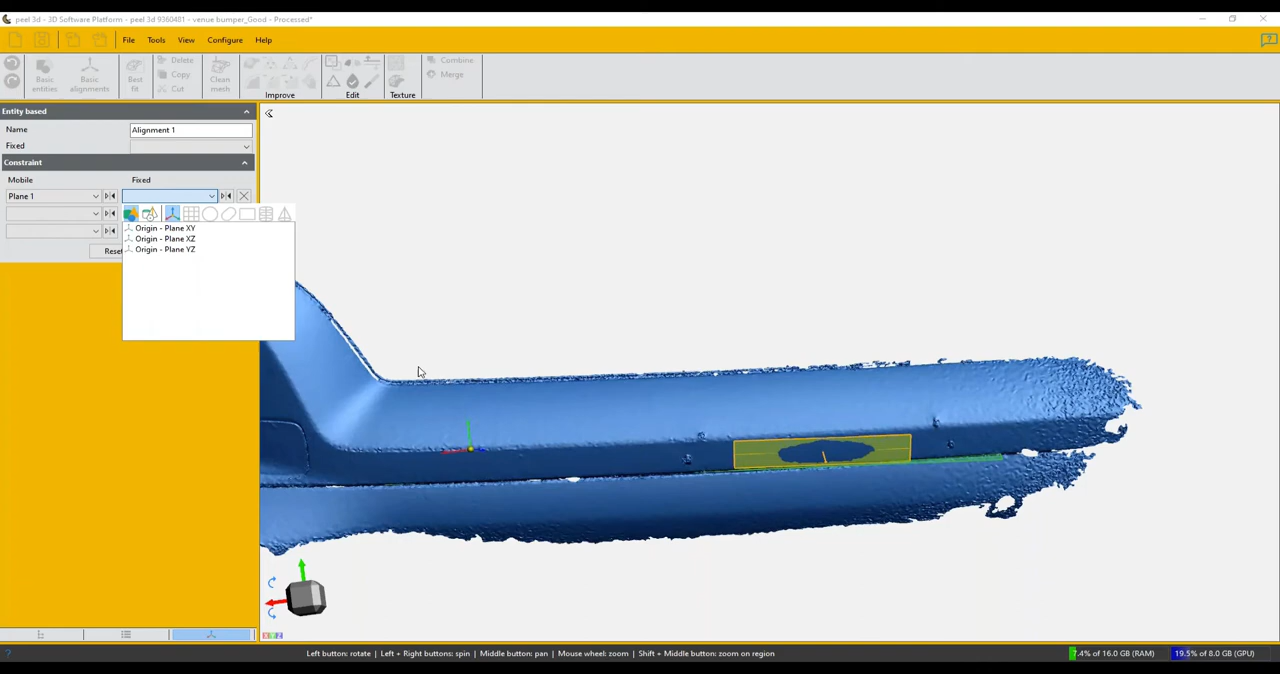 peel 3d - 3D Software Platform - peel 3d 9360481 - venue bumper_Good - Processed*
File Tools View Configure Help
Basic entities
Basic alignments
Best fit
Delete
Copy
Cut
Clean mesh
Improve
Edit
Texture
Combine
Merge
Entity based
Name Alignment 1
Fixed
Constraint
Mobile Fixed
Plane 1
Origin - Plane XY
Origin - Plane XZ
Origin - Plane YZ
Reset
X Y Z
Left button: rotate | Left + Right buttons: spin | Middle button: pan | Mouse wheel: zoom | Shift + Middle button: zoom on region
7.4% of 16.0 GB (RAM) 19.5% of 8.0 GB (GPU)